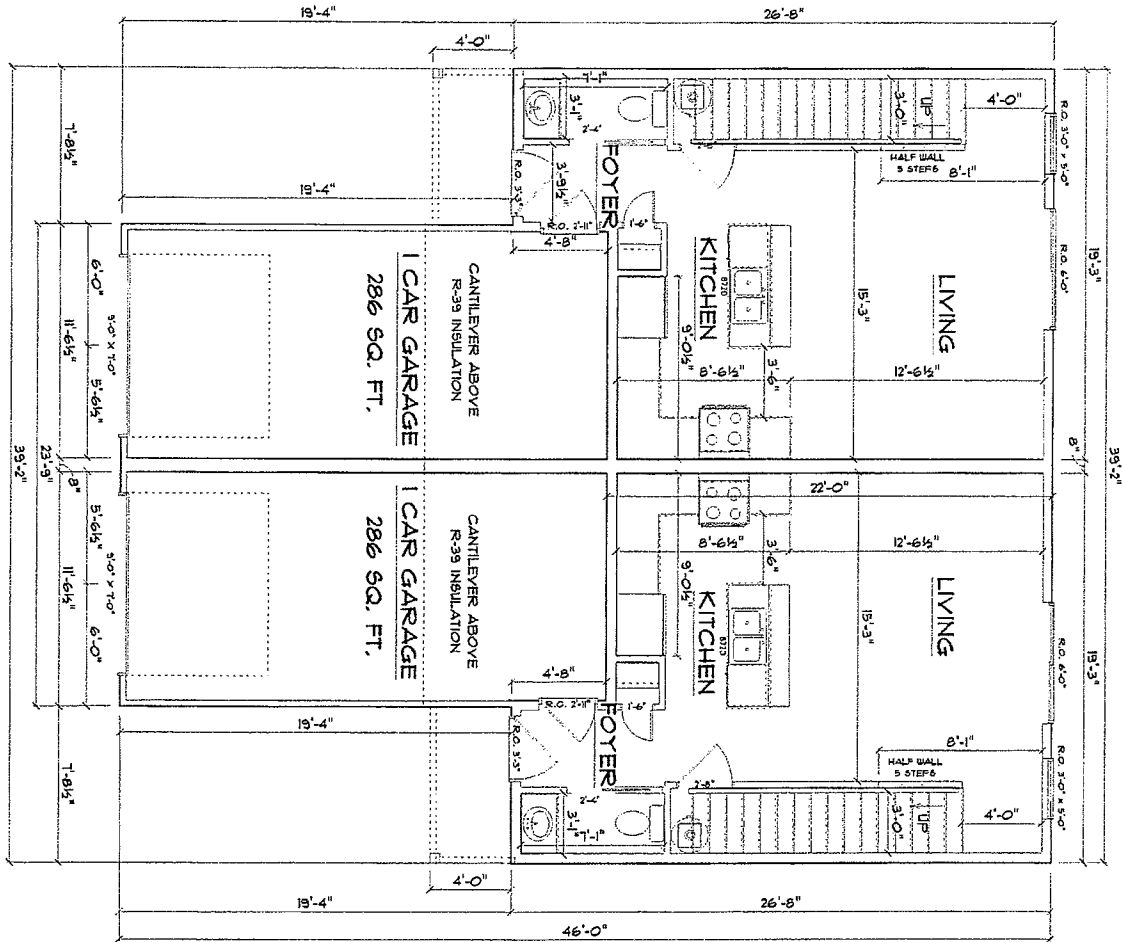 19'-4"
26'-8"
4'-0"
7'-1"
3'-1"
2'-4"
FOYER
3'-9½"
R.O. 3'-3"
R.O. 2'-11"
4'-8"
1'-6"
3'-0"
UP
4'-0"
HALF WALL
5 STEPS
8'-1"
R.O. 3'-0" x 5'-0"
R.O. 6'-0"
19'-3"
7'-8½"
19'-4"
KITCHEN
LIVING
15'-3"
9'-0½"
8'-6½"
3'-6"
12'-6½"
CANTILEVER ABOVE
R-39 INSULATION
1 CAR GARAGE
286 SQ. FT.
6'-0"
11'-6½"
9'-0" x 7'-0"
5'-6½"
8"
39'-2"
23'-9"
39'-2"
8"
22'-0"
8'-6½"
3'-6"
12'-6½"
9'-0½"
KITCHEN
LIVING
15'-3"
CANTILEVER ABOVE
R-39 INSULATION
1 CAR GARAGE
286 SQ. FT.
5'-6½"
11'-6½"
9'-0" x 7'-0"
6'-0"
4'-8"
R.O. 2'-11"
FOYER
1'-6"
R.O. 3'-3"
2'-8"
2'-4"
3'-1"
7'-1"
HALF WALL
5 STEPS
8'-1"
3'-0"
UP
4'-0"
R.O. 6'-0"
R.O. 3'-0" x 5'-0"
19'-3"
19'-4"
7'-8½"
4'-0"
19'-4"
26'-8"
46'-0"